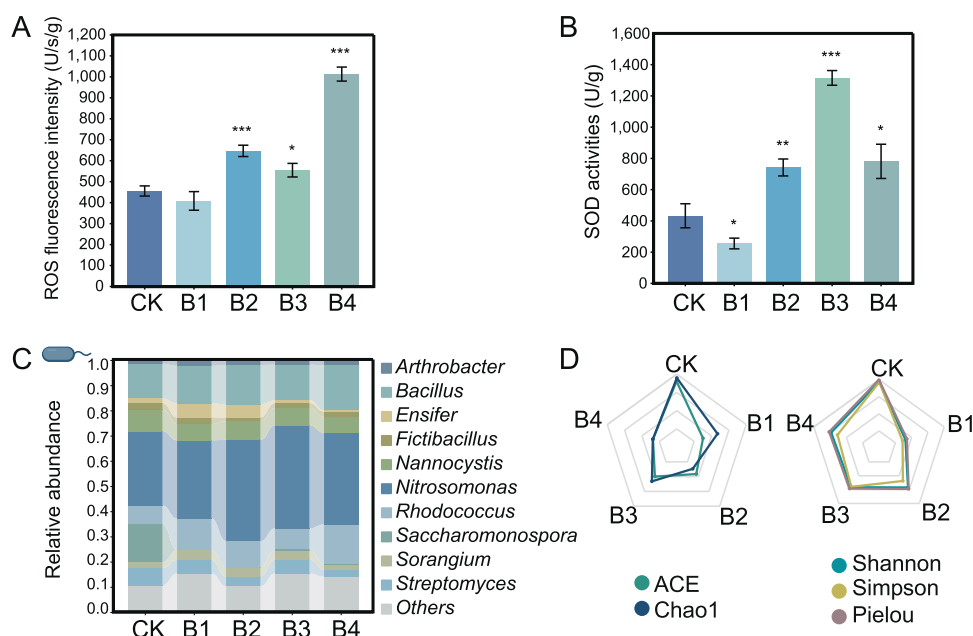 A
ROS fluorescence intensity (U/s/g)
1,200
1,100
1,000
900
800
700
600
500
400
300
200
100
0
***
*
***
CK B1 B2 B3 B4
B
SOD activities (U/g)
1,600
1,400
1,200
1,000
800
600
400
200
0
*
**
***
*
CK B1 B2 B3 B4
C
Relative abundance
1.0
0.9
0.8
0.7
0.6
0.5
0.4
0.3
0.2
0.1
0.0
CK B1 B2 B3 B4
Arthrobacter
Bacillus
Ensifer
Fictibacillus
Nannocystis
Nitrosomonas
Rhodococcus
Saccharomonospora
Sorangium
Streptomyces
Others
D
CK
B1
B2
B3
B4
ACE
Chao1
CK
B1
B2
B3
B4
Shannon
Simpson
Pielou